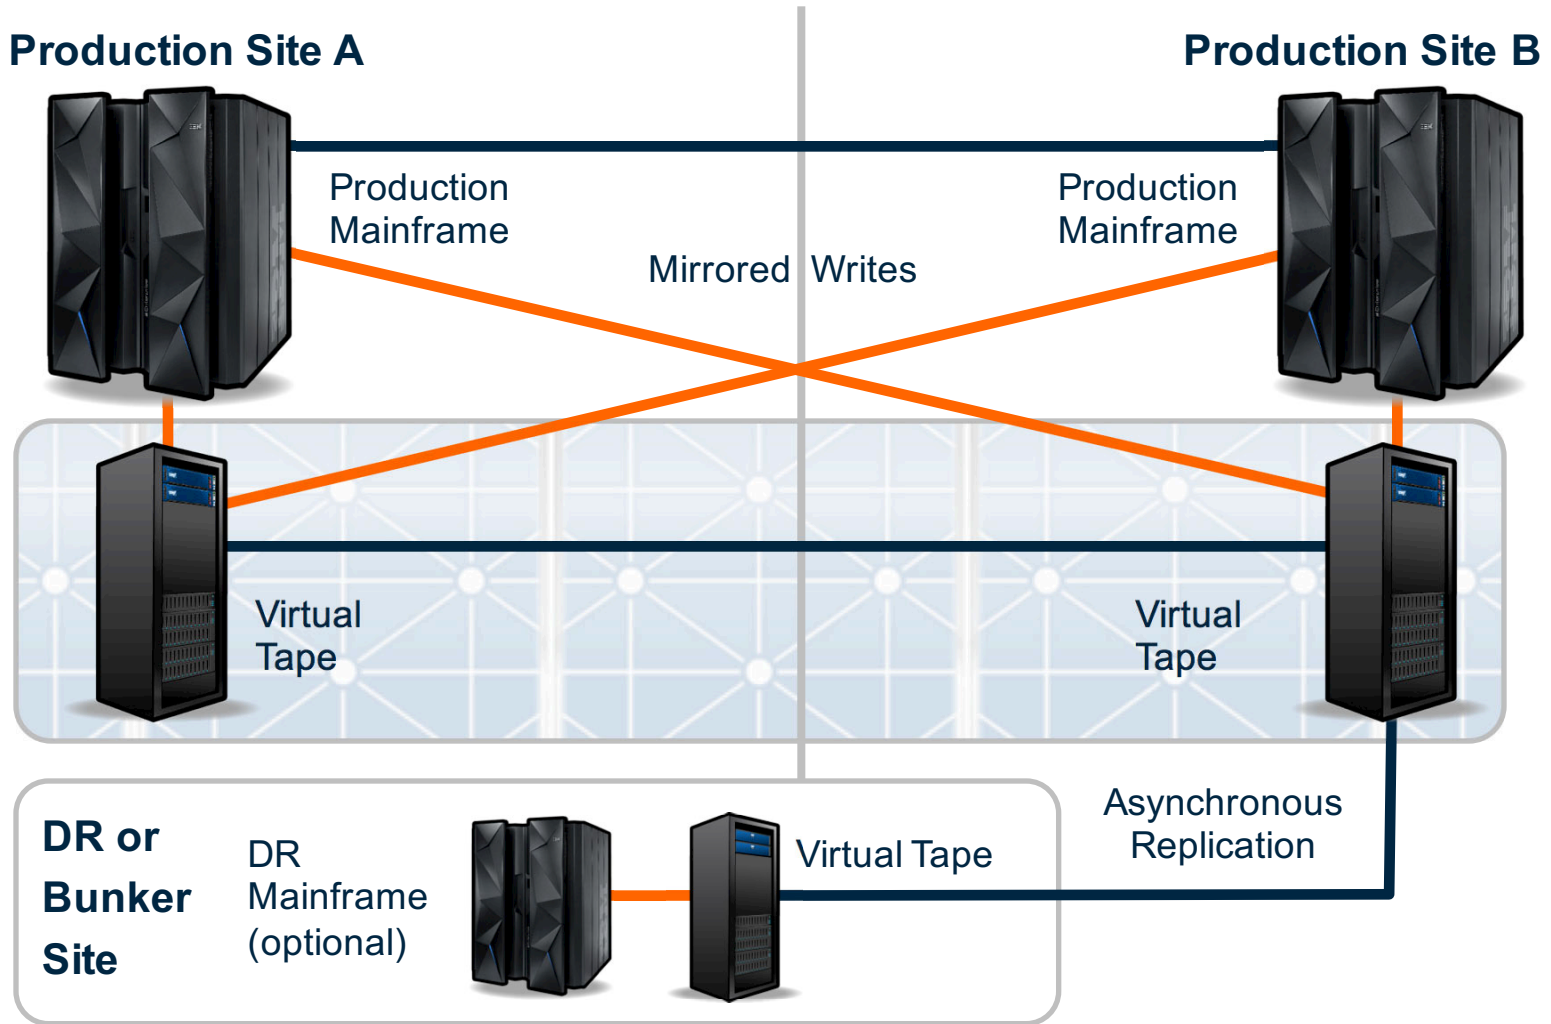 Production Site A
Production Site B
Production
Mainframe
Production
Mainframe
Mirrored Writes
Virtual
Tape
Virtual
Tape
DR or
Bunker
Site
DR
Mainframe
(optional)
Virtual Tape
Asynchronous
Replication